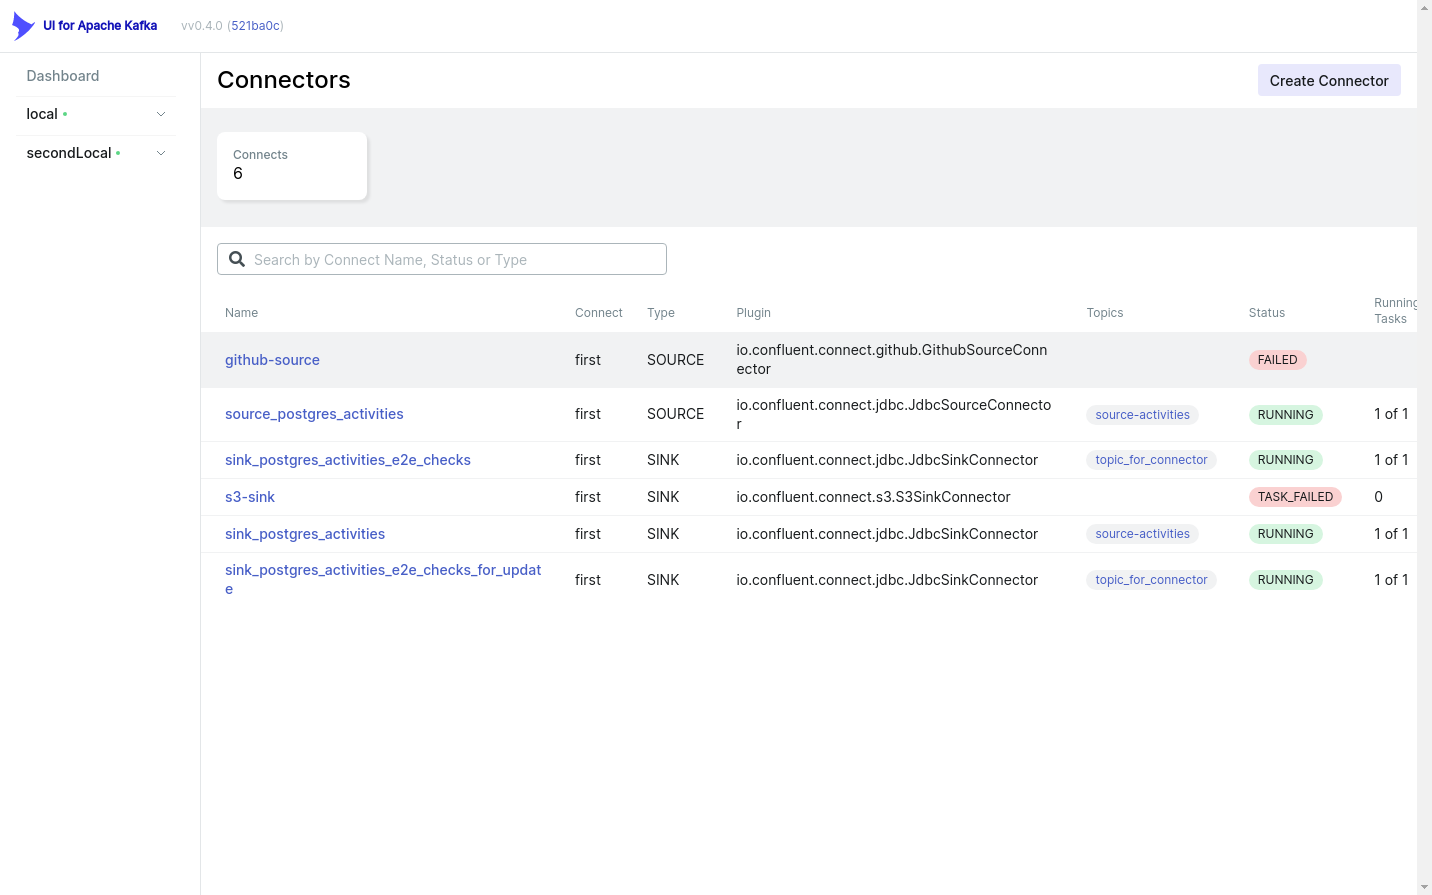 UI for Apache Kafka
vv0.4.0 (521ba0c)
Dashboard
local
secondLocal
Connectors
Create Connector
Connects
6
Search by Connect Name, Status or Type
Name Connect Type Plugin Topics Status Running
Tasks
github-source first SOURCE io.confluent.connect.github.GithubSourceConn
ector FAILED
source_postgres_activities first SOURCE io.confluent.connect.jdbc.JdbcSourceConnecto
r source-activities RUNNING 1 of 1
sink_postgres_activities_e2e_checks first SINK io.confluent.connect.jdbc.JdbcSinkConnector topic_for_connector RUNNING 1 of 1
s3-sink first SINK io.confluent.connect.s3.S3SinkConnector TASK_FAILED 0
sink_postgres_activities first SINK io.confluent.connect.jdbc.JdbcSinkConnector source-activities RUNNING 1 of 1
sink_postgres_activities_e2e_checks_for_updat
e first SINK io.confluent.connect.jdbc.JdbcSinkConnector topic_for_connector RUNNING 1 of 1